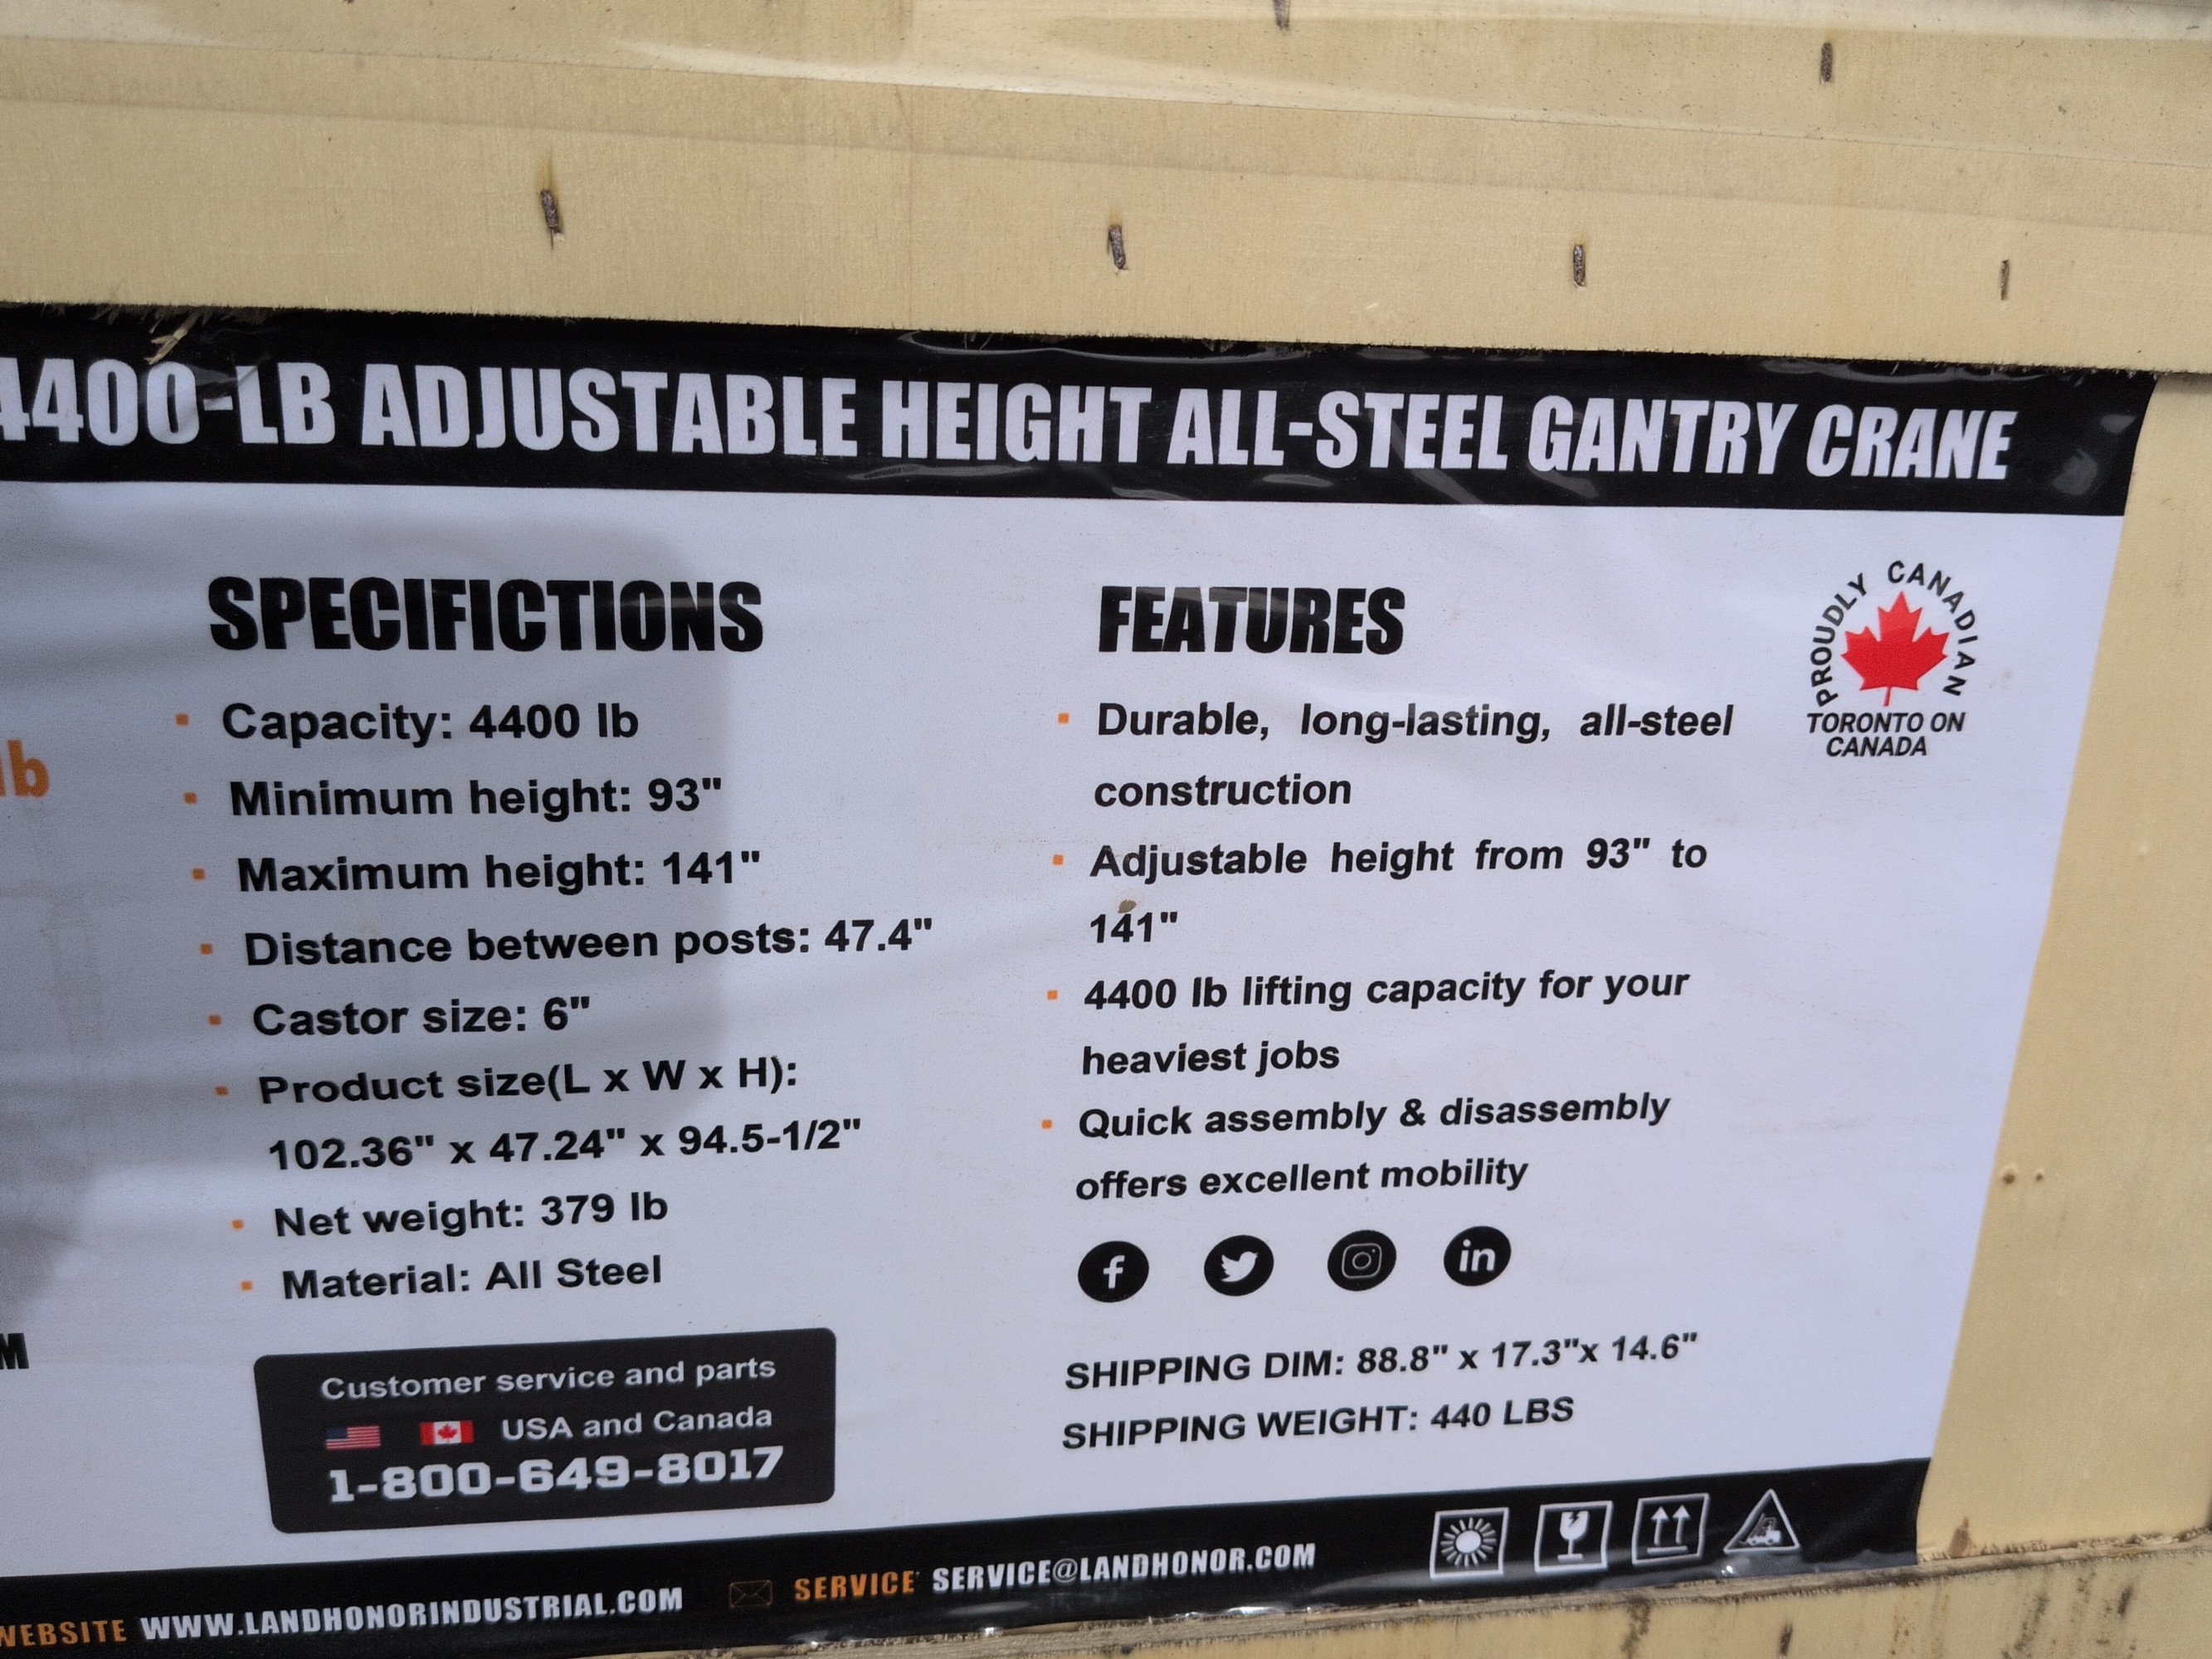 4400-LB ADJUSTABLE HEIGHT ALL-STEEL GANTRY CRANE
SPECIFICTIONS
Capacity: 4400 lb
Minimum height: 93"
Maximum height: 141"
Distance between posts: 47.4"
Castor size: 6"
Product size(L x W x H):
102.36" x 47.24" x 94.5-1/2"
Net weight: 379 lb
Material: All Steel
Customer service and parts
USA and Canada
1-800-649-8017
FEATURES
Durable, long-lasting, all-steel
construction
Adjustable height from 93" to
141"
4400 lb lifting capacity for your
heaviest jobs
Quick assembly & disassembly
offers excellent mobility
f
in
SHIPPING DIM: 88.8" x 17.3"x 14.6"
SHIPPING WEIGHT: 440 LBS
PROUDLY CANADIAN
TORONTO ON
CANADA
lb
M
WEBSITE WWW.LANDHONORINDUSTRIAL.COM SERVICE SERVICE@LANDHONOR.COM